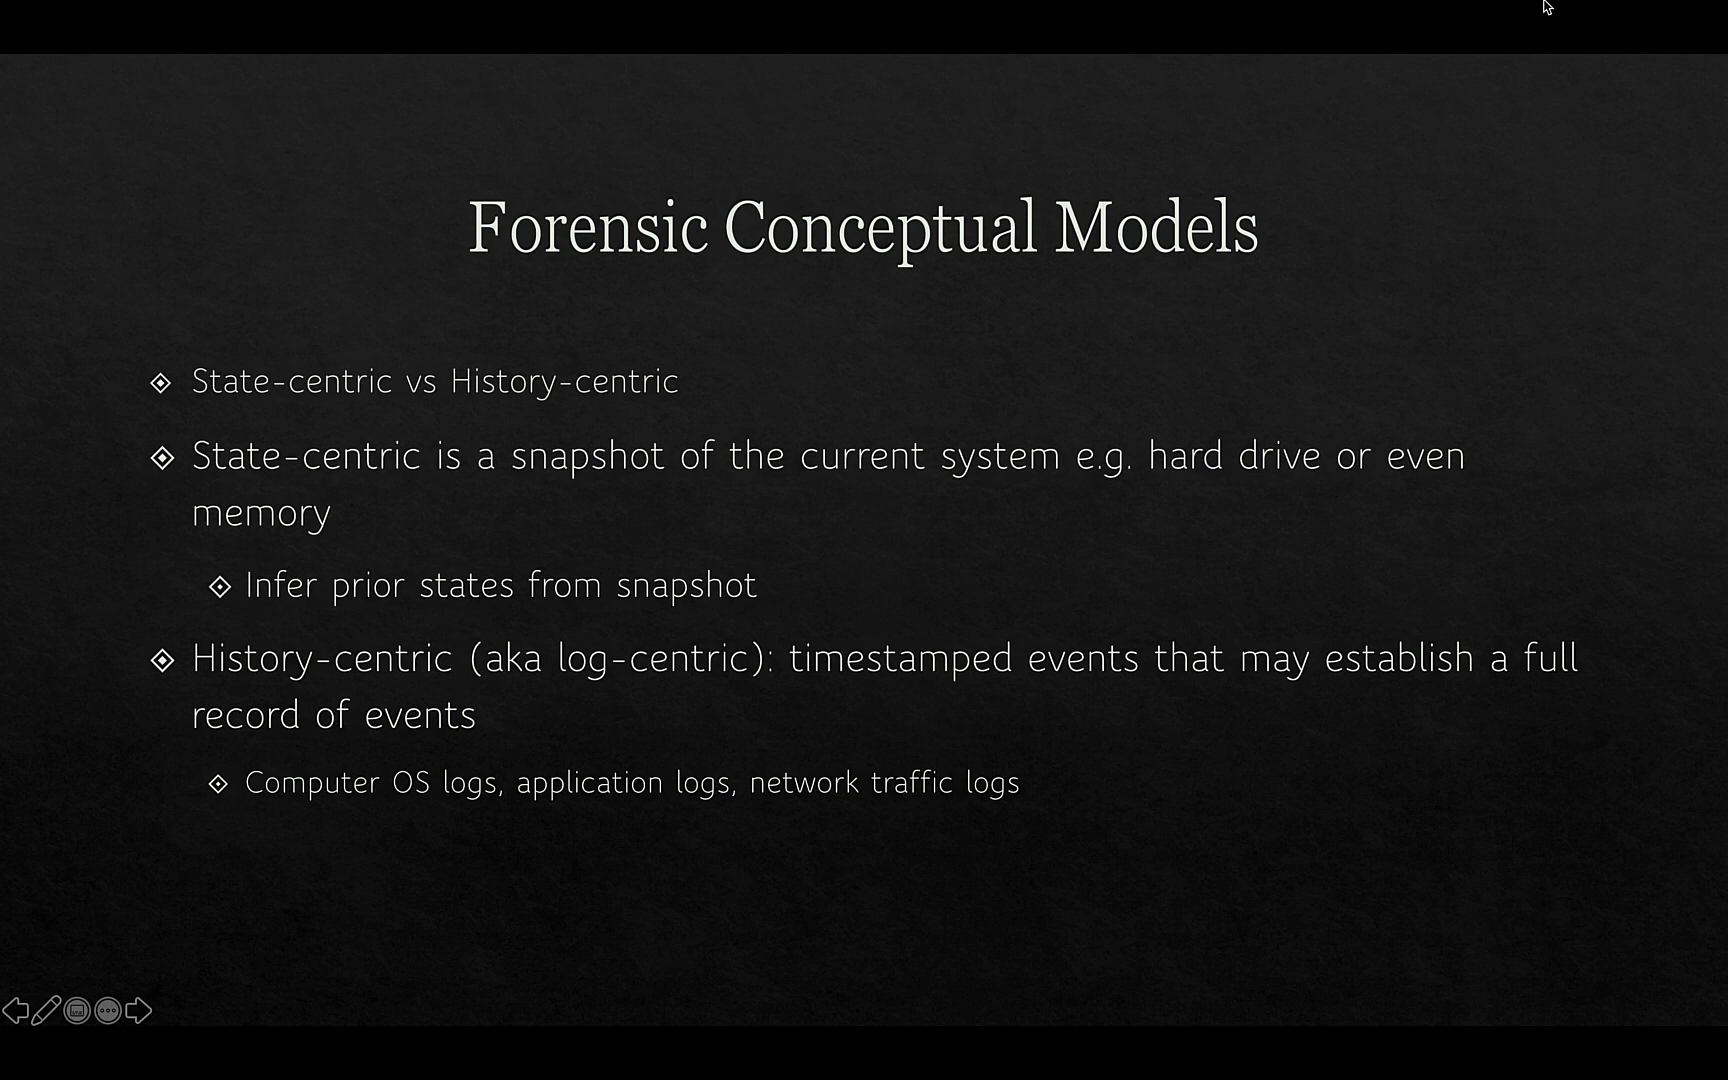 Forensic Conceptual Models
State-centric vs History-centric
State-centric is a snapshot of the current system e.g. hard drive or even
memory
Infer prior states from snapshot
History-centric (aka log-centric): timestamped events that may establish a full
record of events
Computer OS logs, application logs, network traffic logs